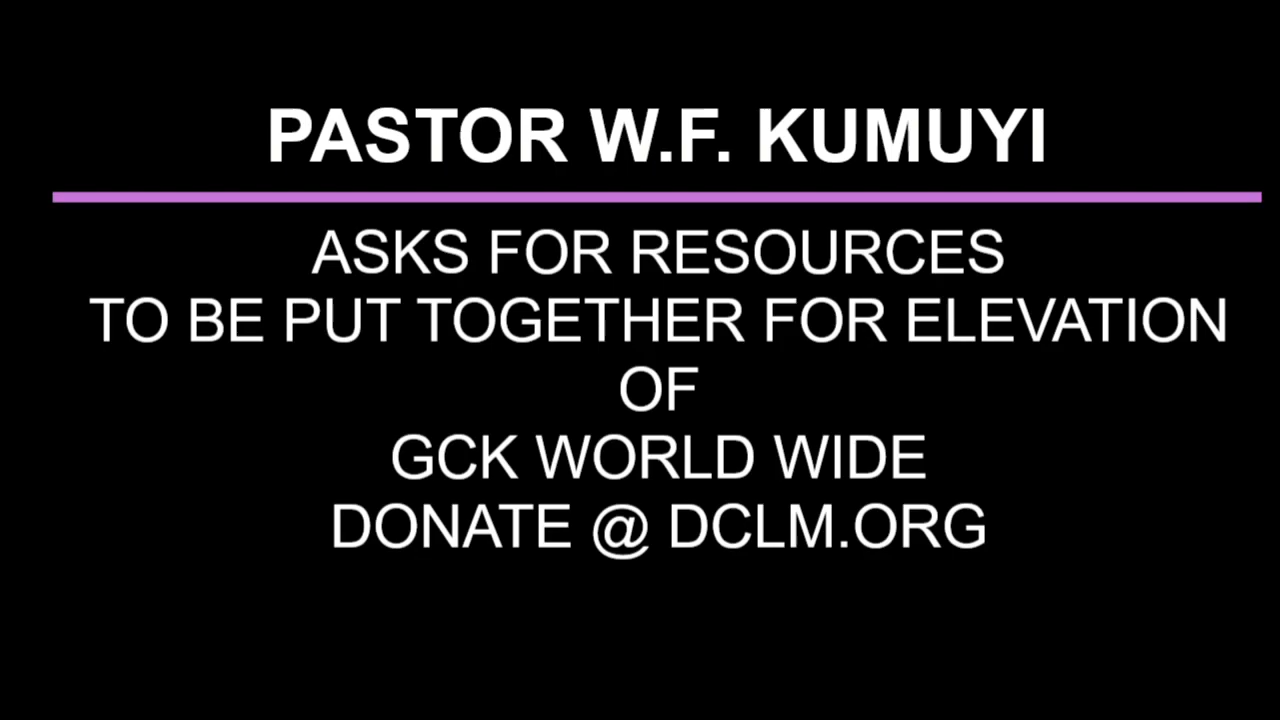 PASTOR W.F. KUMUYI
ASKS FOR RESOURCES
TO BE PUT TOGETHER FOR ELEVATION
OF
GCK WORLD WIDE
DONATE @ DCLM.ORG